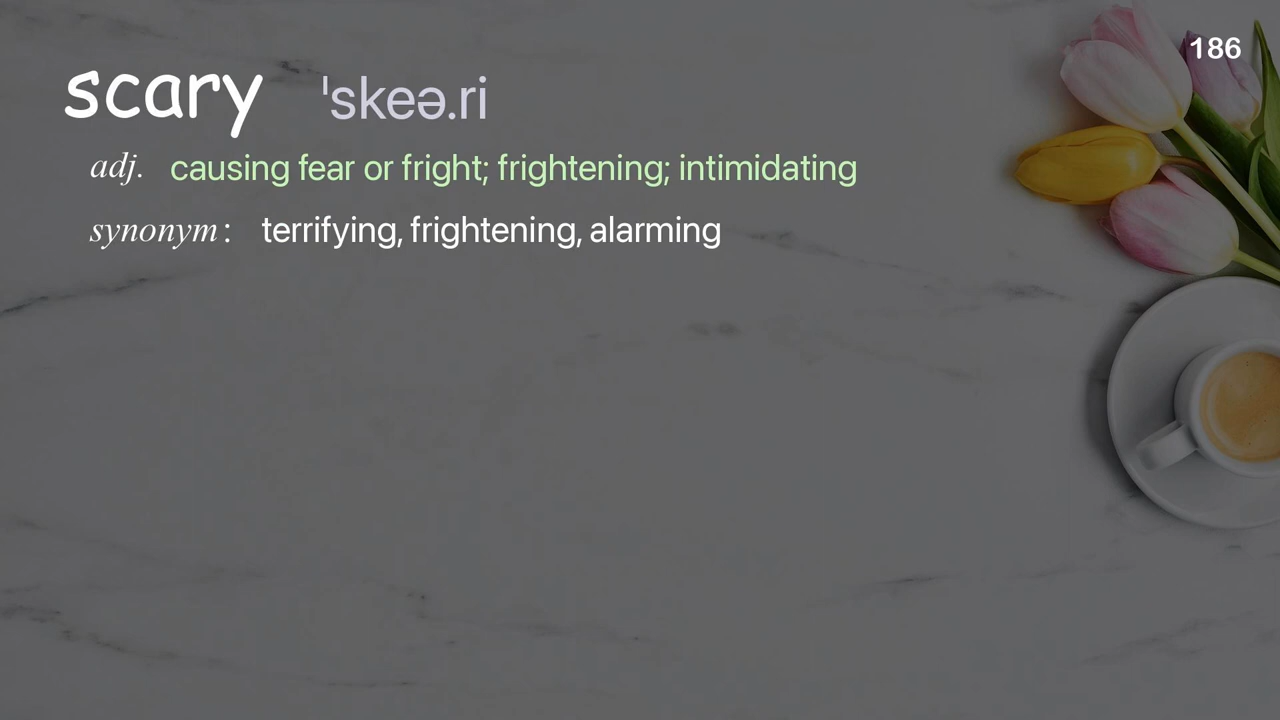 186
scary ˈskeə.ri
adj. causing fear or fright; frightening; intimidating
synonym: terrifying, frightening, alarming